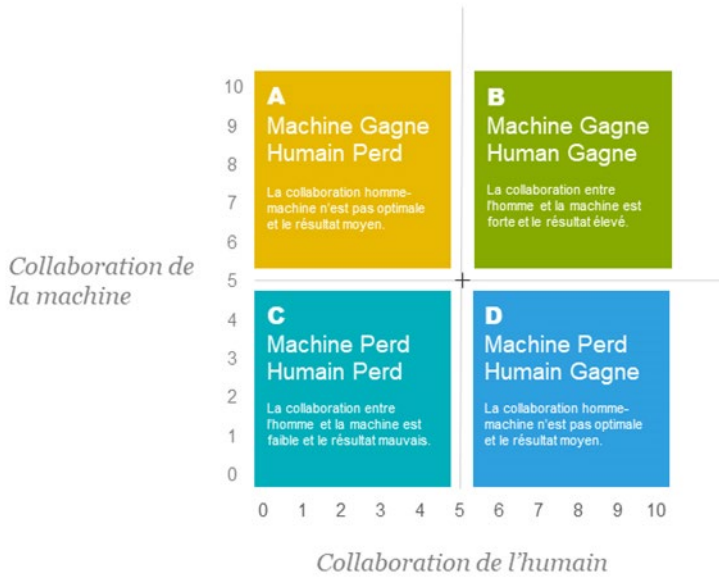 10
9
8
7
6
5
4
3
2
1
0
Collaboration de
la machine
A
Machine Gagne
Humain Perd
La collaboration homme-
machine n'est pas optimale
et le résultat moyen.
B
Machine Gagne
Human Gagne
La collaboration entre
l'homme et la machine est
forte et le résultat élevé.
C
Machine Perd
Humain Perd
La collaboration entre
l'homme et la machine est
faible et le résultat mauvais.
D
Machine Perd
Humain Gagne
La collaboration homme-
machine n'est pas optimale
et le résultat moyen.
0 1 2 3 4 5 6 7 8 9 10
Collaboration de l'humain